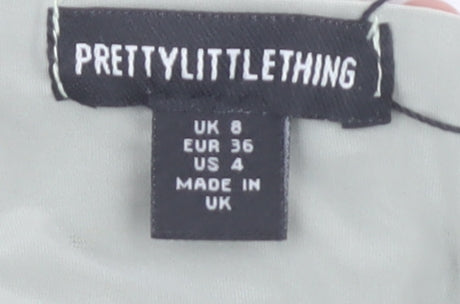 PRETTYLITTLETHING
UK 8
EUR 36
US 4
MADE IN
UK